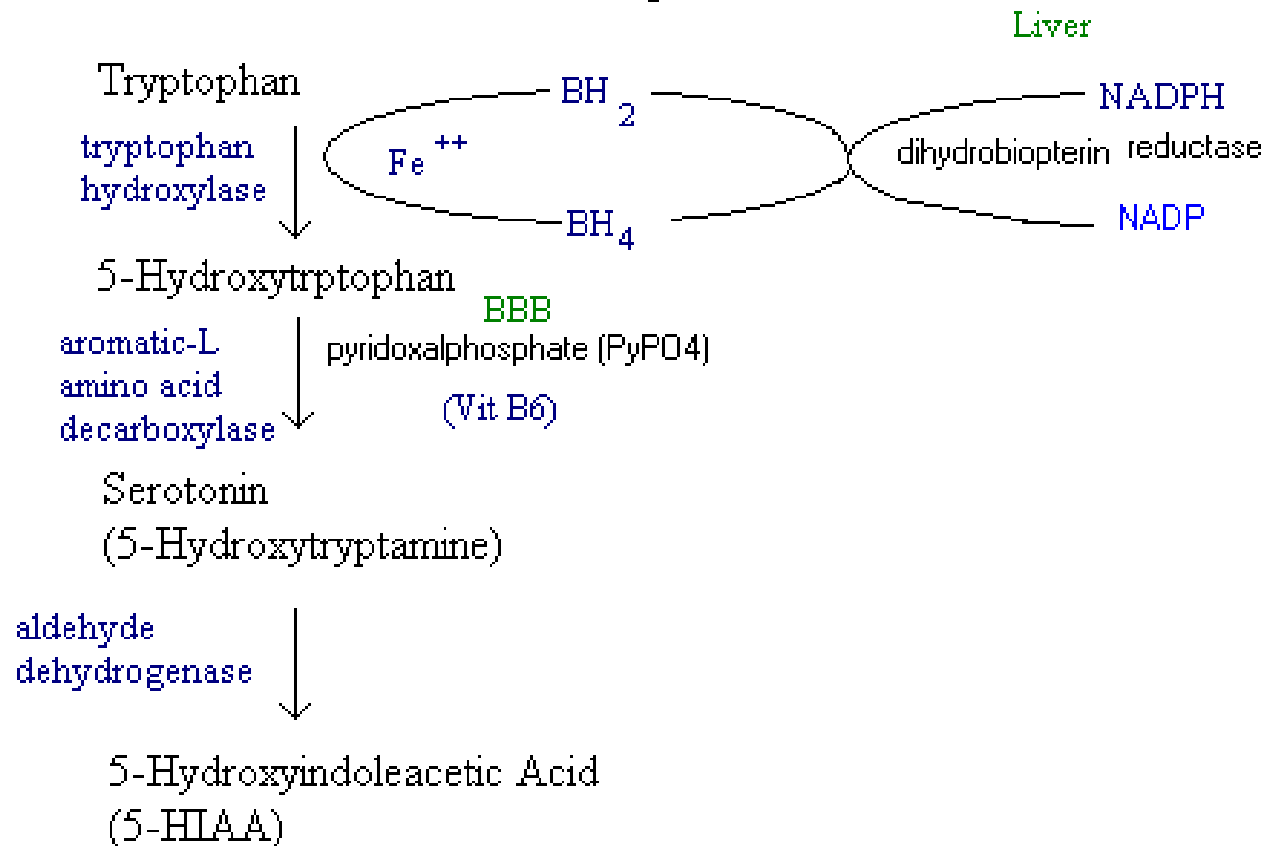 Liver
Tryptophan
BH2
NADPH
tryptophan
hydroxylase
Fe++
dihydrobiopterin reductase
BH4
NADP
5-Hydroxytrptophan
BBB
aromatic-L
amino acid
decarboxylase
pyridoxalphosphate (PyPO4)
(Vit B6)
Serotonin
(5-Hydroxytryptamine)
aldehyde
dehydrogenase
5-Hydroxyindoleacetic Acid
(5-HIAA)